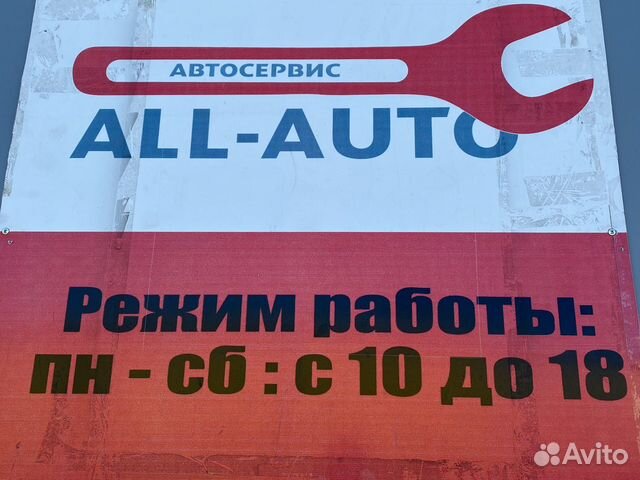 АВТОСЕРВИС
ALL-AUTO
Режим работы:
пн - сб : с 10 до 18
Avito